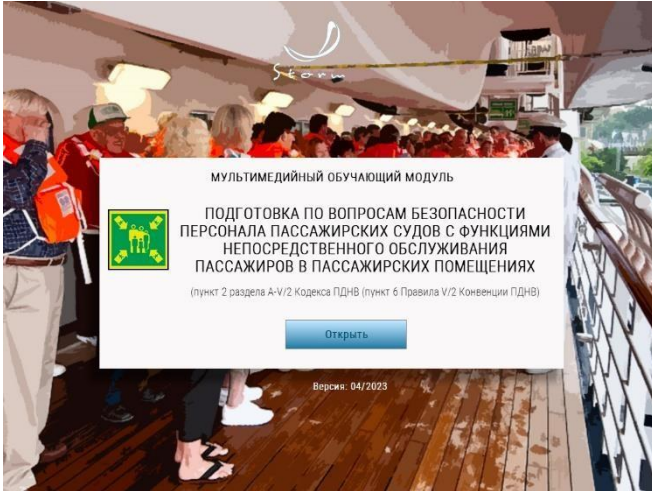 Storm
МУЛЬТИМЕДИЙНЫЙ ОБУЧАЮЩИЙ МОДУЛЬ
ПОДГОТОВКА ПО ВОПРОСАМ БЕЗОПАСНОСТИ
ПЕРСОНАЛА ПАССАЖИРСКИХ СУДОВ С ФУНКЦИЯМИ
НЕПОСРЕДСТВЕННОГО ОБСЛУЖИВАНИЯ
ПАССАЖИРОВ В ПАССАЖИРСКИХ ПОМЕЩЕНИЯХ
(пункт 2 раздела A-V/2 Кодекса ПДНВ (пункт 6 Правила V/2 Конвенции ПДНВ)
Открыть
Версия: 04/2023